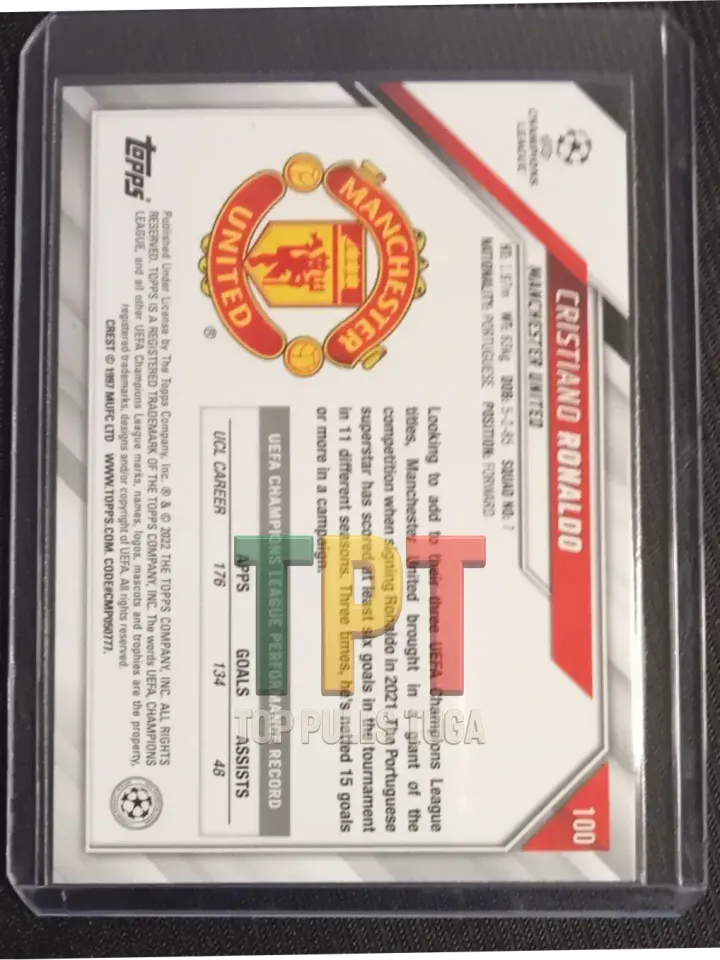 UEFA
CHAMPIONS
LEAGUE
CRISTIANO RONALDO
100
MANCHESTER UNITED
HT: 1.87m WT: 83kg DOB: 5-2-85 SQUAD NO. 7
NATIONALITY: PORTUGUESE POSITION: FORWARD
MANCHESTER
UNITED
®
Looking to add to their three UEFA Champions League
titles, Manchester United brought in a giant of the
competition when signing Ronaldo in 2021. The Portuguese
superstar has scored at least six goals in the tournament
in 11 different seasons. Three times, he's netted 15 goals
or more in a campaign.
UEFA CHAMPIONS LEAGUE PERFORMANCE RECORD
APPS GOALS ASSISTS
UCL CAREER 176 134 48
topps
Published Under License by The Topps Company, Inc. ® & © 2022 THE TOPPS COMPANY, INC. ALL RIGHTS
RESERVED. TOPPS IS A REGISTERED TRADEMARK OF THE TOPPS COMPANY, INC. The words UEFA, CHAMPIONS
LEAGUE, and all other UEFA Champions League marks, names, logos, mascots and trophies are the property,
registered trademarks, designs and/or copyright of UEFA. All rights reserved.
CREST © 1997 MUFC LTD WWW.TOPPS.COM. CODE#CMP050777.
TPT
TOP PULLS TUGA